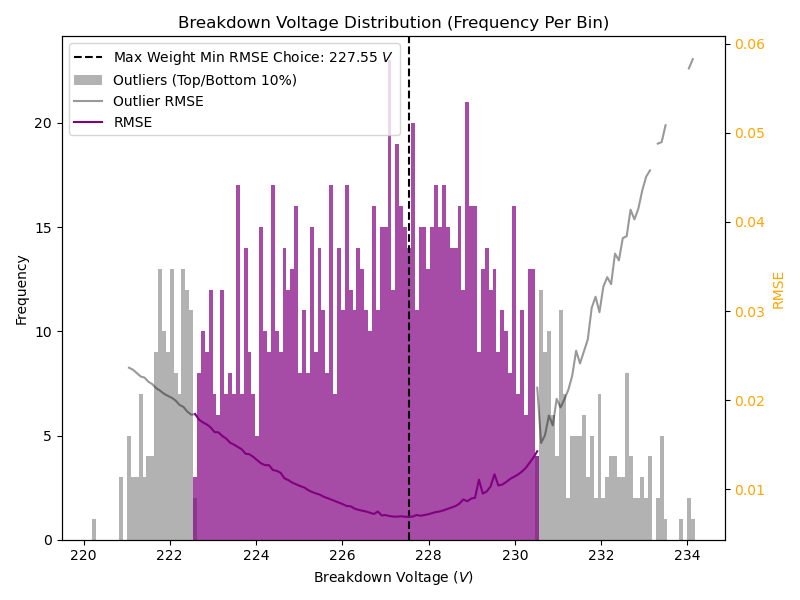 Breakdown Voltage Distribution (Frequency Per Bin)
Max Weight Min RMSE Choice: 227.55 V
Outliers (Top/Bottom 10%)
Outlier RMSE
RMSE
Frequency
0
5
10
15
20
220
222
224
226
228
230
232
234
Breakdown Voltage (V)
0.06
0.05
0.04
0.03
0.02
0.01
RMSE